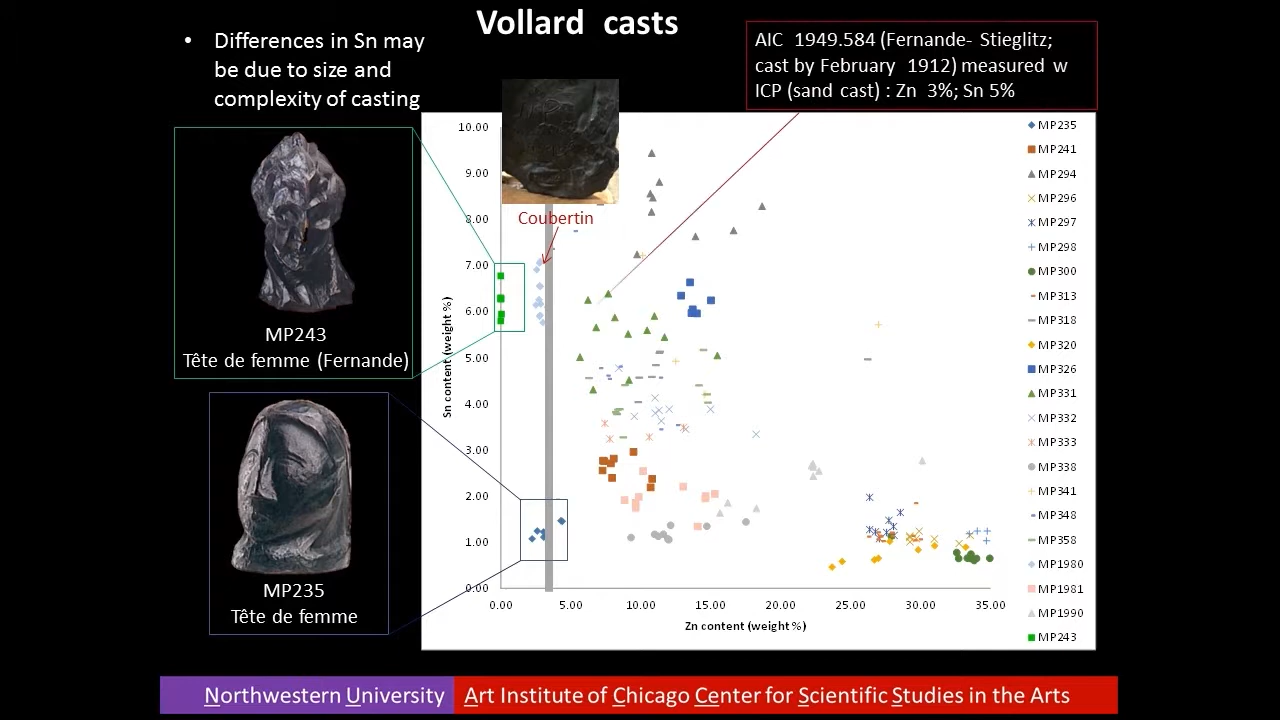 Vollard casts
• Differences in Sn may
be due to size and
complexity of casting
AIC 1949.584 (Fernande- Stieglitz;
cast by February 1912) measured w
ICP (sand cast) : Zn 3%; Sn 5%
MP243
Tête de femme (Fernande)
MP235
Tête de femme
Coubertin
Sn content (weight %)
10.00
9.00
8.00
7.00
6.00
5.00
4.00
3.00
2.00
1.00
0.00
0.00 5.00 10.00 15.00 20.00 25.00 30.00 35.00
Zn content (weight %)
MP235
MP241
MP294
MP296
MP297
MP298
MP300
MP313
MP318
MP320
MP326
MP331
MP332
MP333
MP338
MP341
MP348
MP358
MP1980
MP1981
MP1990
MP243
Northwestern University Art Institute of Chicago Center for Scientific Studies in the Arts